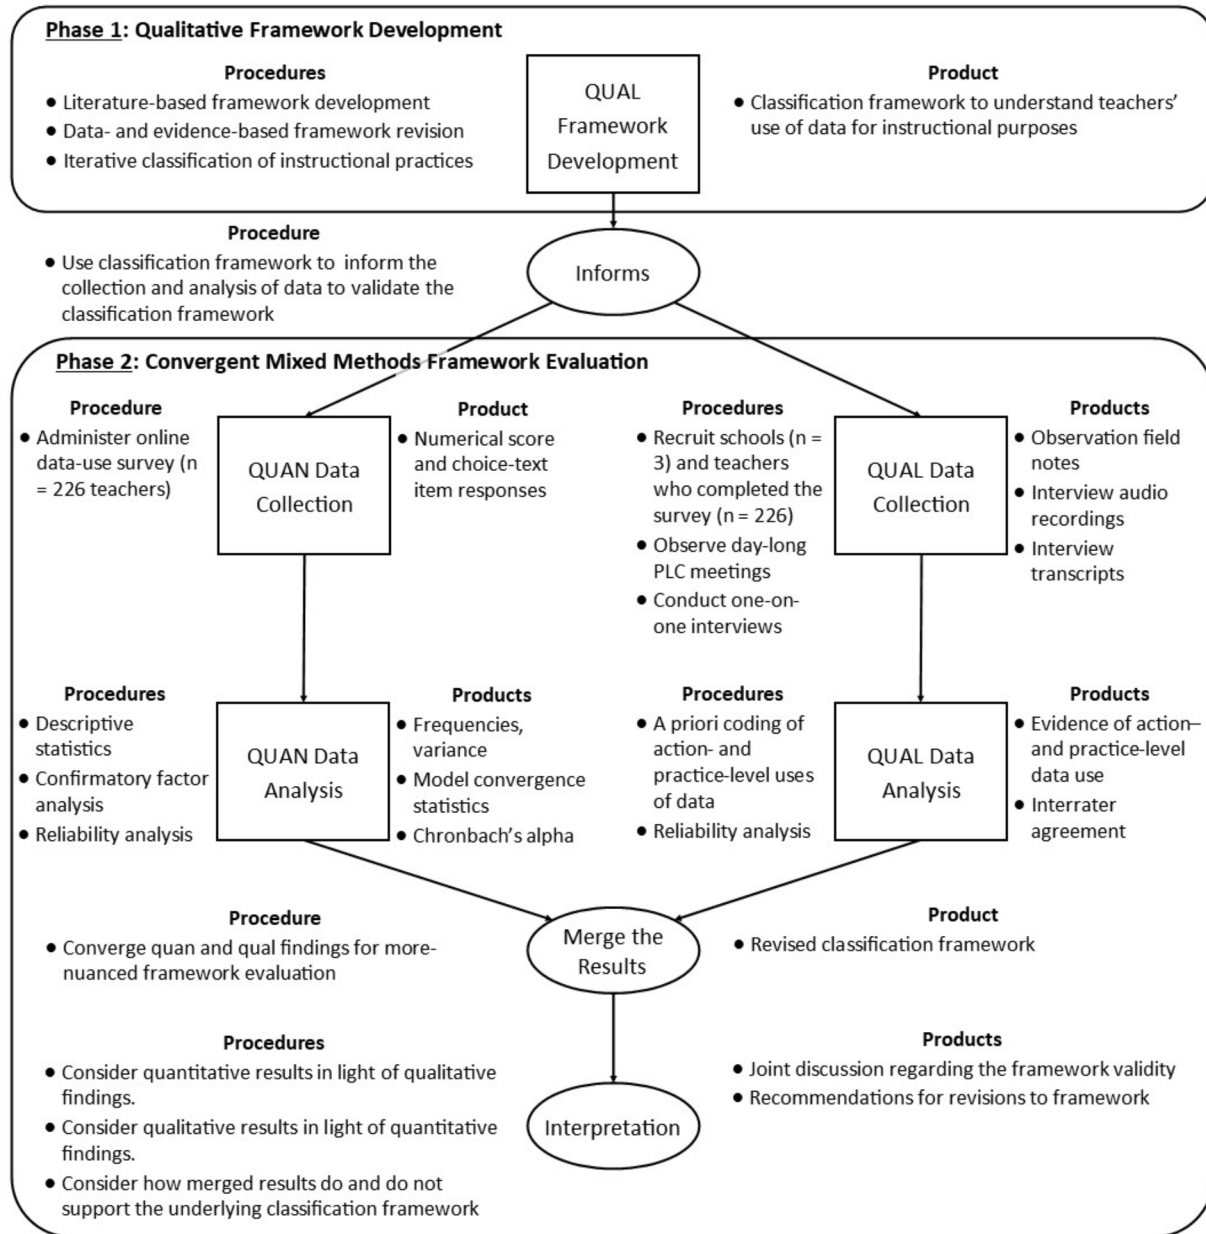 Phase 1: Qualitative Framework Development
Procedures
● Literature-based framework development
● Data- and evidence-based framework revision
● Iterative classification of instructional practices
QUAL
Framework
Development
Product
● Classification framework to understand teachers'
use of data for instructional purposes
Procedure
● Use classification framework to inform the
collection and analysis of data to validate the
classification framework
Informs
Phase 2: Convergent Mixed Methods Framework Evaluation
Procedure
● Administer online
data-use survey (n
= 226 teachers)
QUAN Data
Collection
Product
● Numerical score
and choice-text
item responses
Procedures
● Recruit schools (n =
3) and teachers
who completed the
survey (n = 226)
● Observe day-long
PLC meetings
● Conduct one-on-
one interviews
QUAL Data
Collection
Products
● Observation field
notes
● Interview audio
recordings
● Interview
transcripts
Procedures
● Descriptive
statistics
● Confirmatory factor
analysis
● Reliability analysis
QUAN Data
Analysis
Products
● Frequencies,
variance
● Model convergence
statistics
● Chronbach's alpha
Procedures
● A priori coding of
action- and
practice-level uses
of data
● Reliability analysis
QUAL Data
Analysis
Products
● Evidence of action–
and practice-level
data use
● Interrater
agreement
Procedure
● Converge quan and qual findings for more-
nuanced framework evaluation
Merge the
Results
Product
● Revised classification framework
Procedures
● Consider quantitative results in light of qualitative
findings.
● Consider qualitative results in light of quantitative
findings.
● Consider how merged results do and do not
support the underlying classification framework
Interpretation
Products
● Joint discussion regarding the framework validity
● Recommendations for revisions to framework